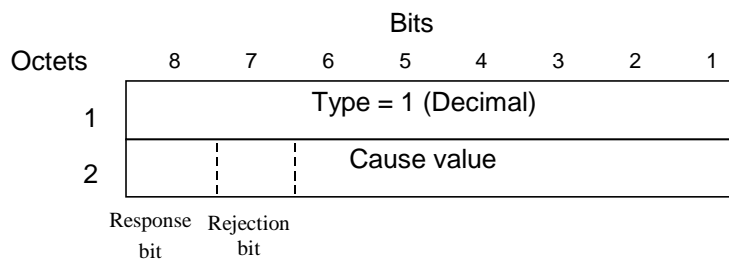 Bits
Octets 8 7 6 5 4 3 2 1
1 Type = 1 (Decimal)
2 Cause value
Response Rejection
bit bit